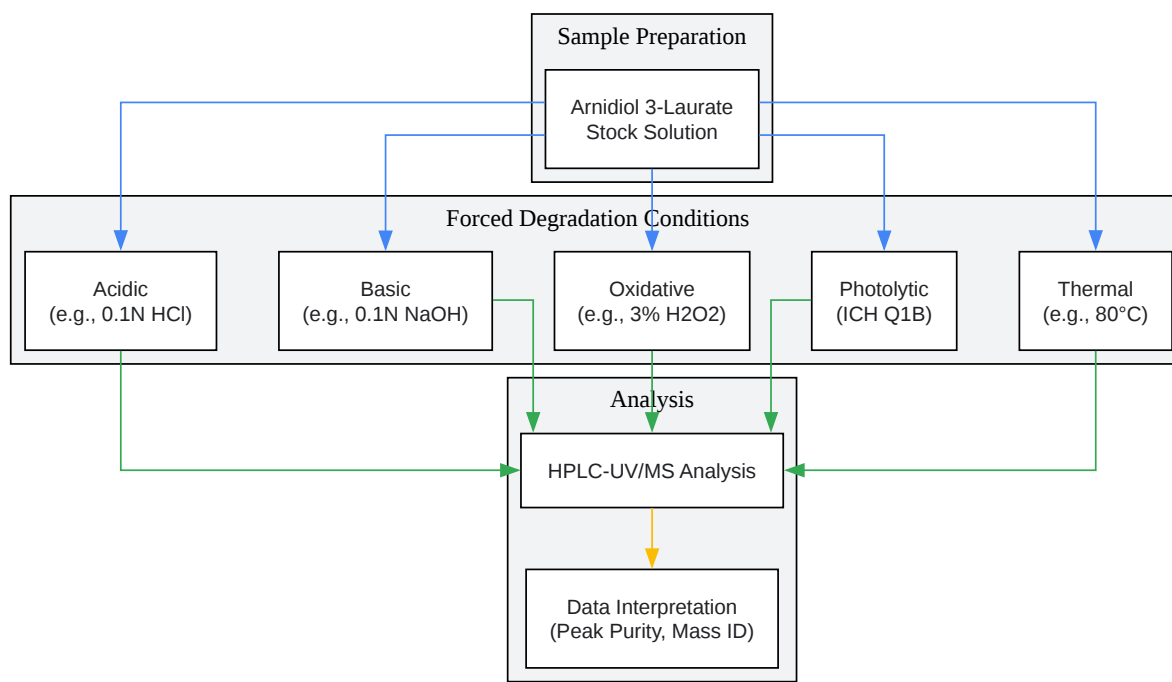 Sample Preparation
Arnidiol 3-Laurate
Stock Solution
Forced Degradation Conditions
Acidic
(e.g., 0.1N HCl)
Basic
(e.g., 0.1N NaOH)
Oxidative
(e.g., 3% H2O2)
Photolytic
(ICH Q1B)
Thermal
(e.g., 80°C)
Analysis
HPLC-UV/MS Analysis
Data Interpretation
(Peak Purity, Mass ID)